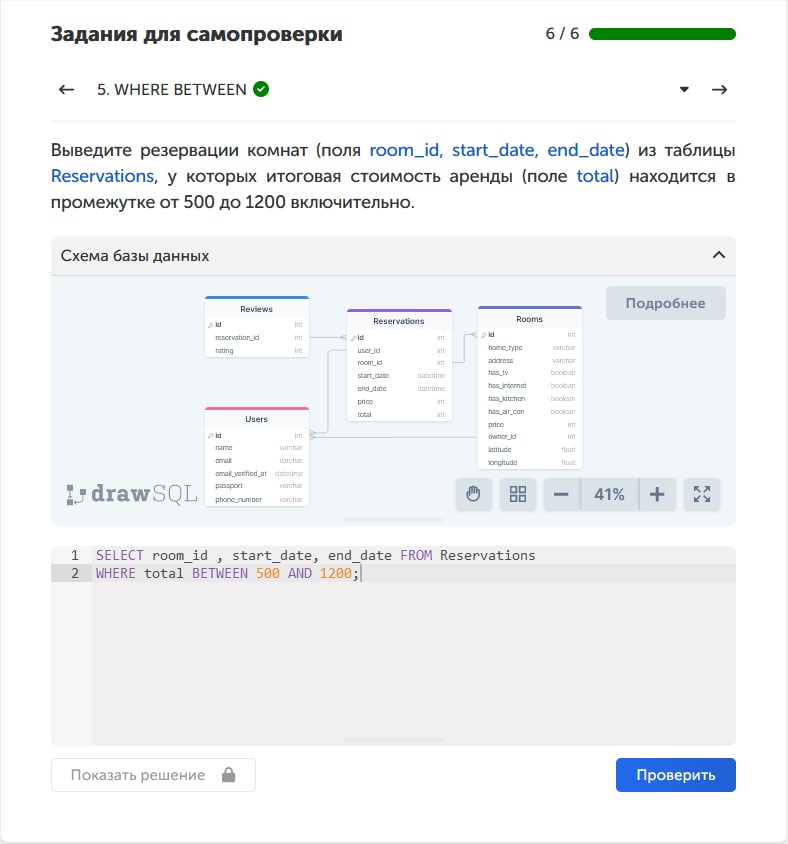 Задания для самопроверки
6 / 6
5. WHERE BETWEEN
Выведите резервации комнат (поля room_id, start_date, end_date) из таблицы
Reservations, у которых итоговая стоимость аренды (поле total) находится в
промежутке от 500 до 1200 включительно.
Схема базы данных
Подробнее
Reviews
id int
reservation_id int
rating int
Reservations
id int
user_id int
room_id int
start_date datetime
end_date datetime
price int
total int
Rooms
id int
home_type varchar
address varchar
has_tv boolean
has_internet boolean
has_kitchen boolean
has_air_con boolean
price int
owner_id int
latitude float
longitude float
Users
id int
name varchar
email varchar
email_verified_at datetime
passport varchar
phone_number varchar
drawSQL
41%
1 SELECT room_id , start_date, end_date FROM Reservations
2 WHERE total BETWEEN 500 AND 1200;
Показать решение
Проверить